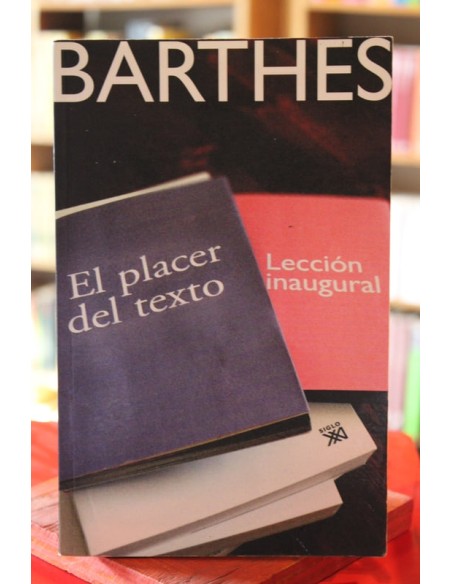 BARTHES
El placer
del texto
Lección
inaugural
SIGLO
XXI